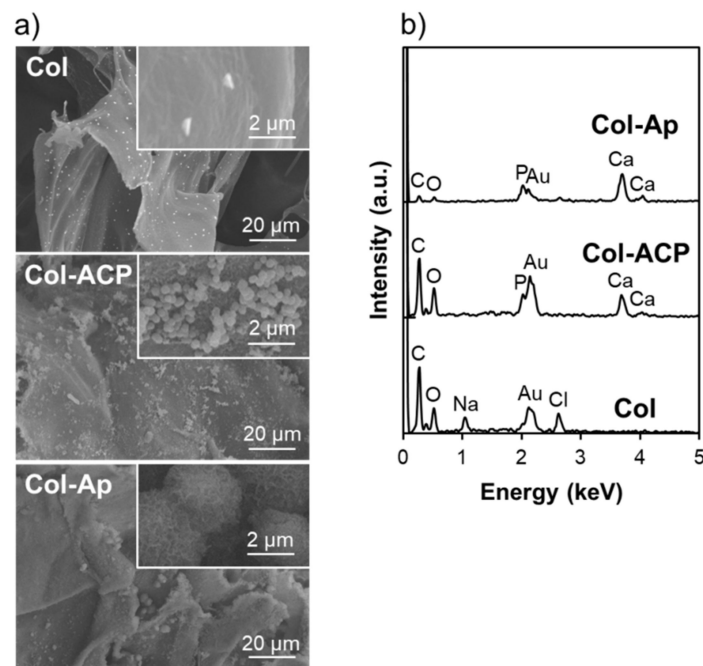 a)
Col
2 µm
20 µm
Col-ACP
2 µm
20 µm
Col-Ap
2 µm
20 µm
b)
Intensity (a.u.)
Col-Ap
C O P Au Ca Ca
Col-ACP
C O P Au Ca Ca
Col
C O Na Au Cl
0 1 2 3 4 5
Energy (keV)